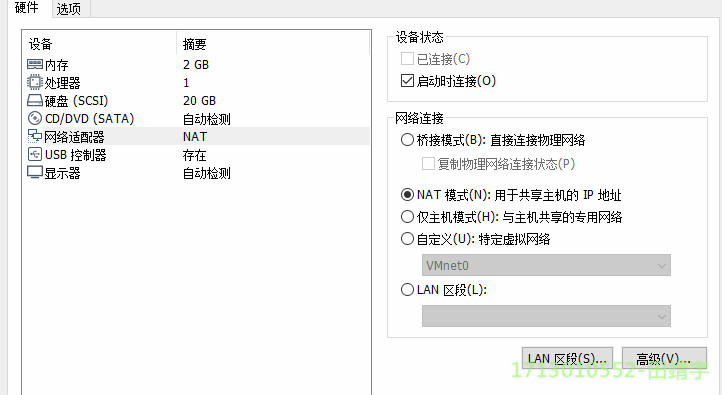 硬件 选项
设备 摘要
内存 2 GB
处理器 1
硬盘 (SCSI) 20 GB
CD/DVD (SATA) 自动检测
网络适配器 NAT
USB 控制器 存在
显示器 自动检测
设备状态
已连接(C)
启动时连接(O)
网络连接
桥接模式(B): 直接连接物理网络
复制物理网络连接状态(P)
NAT 模式(N): 用于共享主机的 IP 地址
仅主机模式(H): 与主机共享的专用网络
自定义(U): 特定虚拟网络
VMnet0
LAN 区段(L):
LAN 区段(S)... 高级(V)...